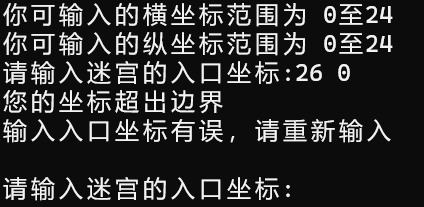 你可输入的横坐标范围为 0至24
你可输入的纵坐标范围为 0至24
请输入迷宫的入口坐标:26 0
您的坐标超出边界
输入入口坐标有误，请重新输入
请输入迷宫的入口坐标: